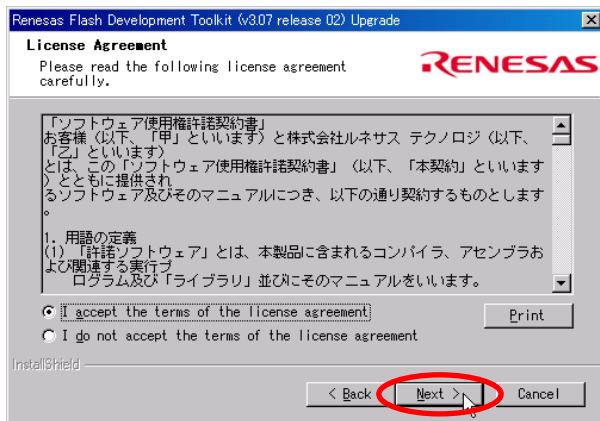 Renesas Flash Development Toolkit (v3.07 release 02) Upgrade
License Agreement
Please read the following license agreement
carefully.
RENESAS
「ソフトウェア使用権許諾契約書」
お客様（以下、「甲」といいます）と株式会社ルネサス テクノロジ（以下、
「乙」といいます）
とは、この「ソフトウェア使用権許諾契約書」（以下、「本契約」といいます
）とともに提供され
るソフトウェア及びそのマニュアルにつき、以下の通り契約するものとします
。
1. 用語の定義
(1) 「許諾ソフトウェア」とは、本製品に含まれるコンパイラ、アセンブラお
よび関連する実行プ
ログラム及び「ライブラリ」並びにそのマニュアルをいいます。
I accept the terms of the license agreement
Print
I do not accept the terms of the license agreement
InstallShield
< Back
Next >
Cancel